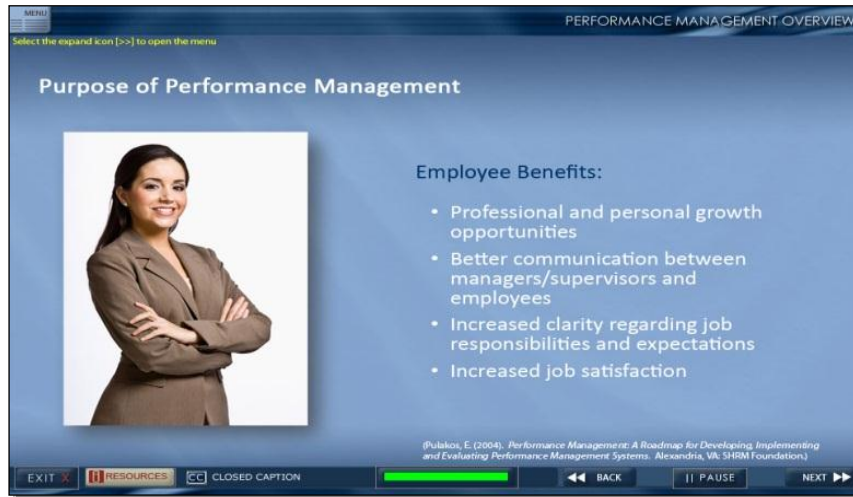 MENU
PERFORMANCE MANAGEMENT OVERVIEW
Select the expand icon [>>] to open the menu
Purpose of Performance Management
Employee Benefits:
• Professional and personal growth
opportunities
• Better communication between
managers/supervisors and
employees
• Increased clarity regarding job
responsibilities and expectations
• Increased job satisfaction
(Pulakos, E. (2004). Performance Management: A Roadmap for Developing, Implementing
and Evaluating Performance Management Systems. Alexandria, VA: SHRM Foundation.)
EXIT X RESOURCES CC CLOSED CAPTION BACK || PAUSE NEXT